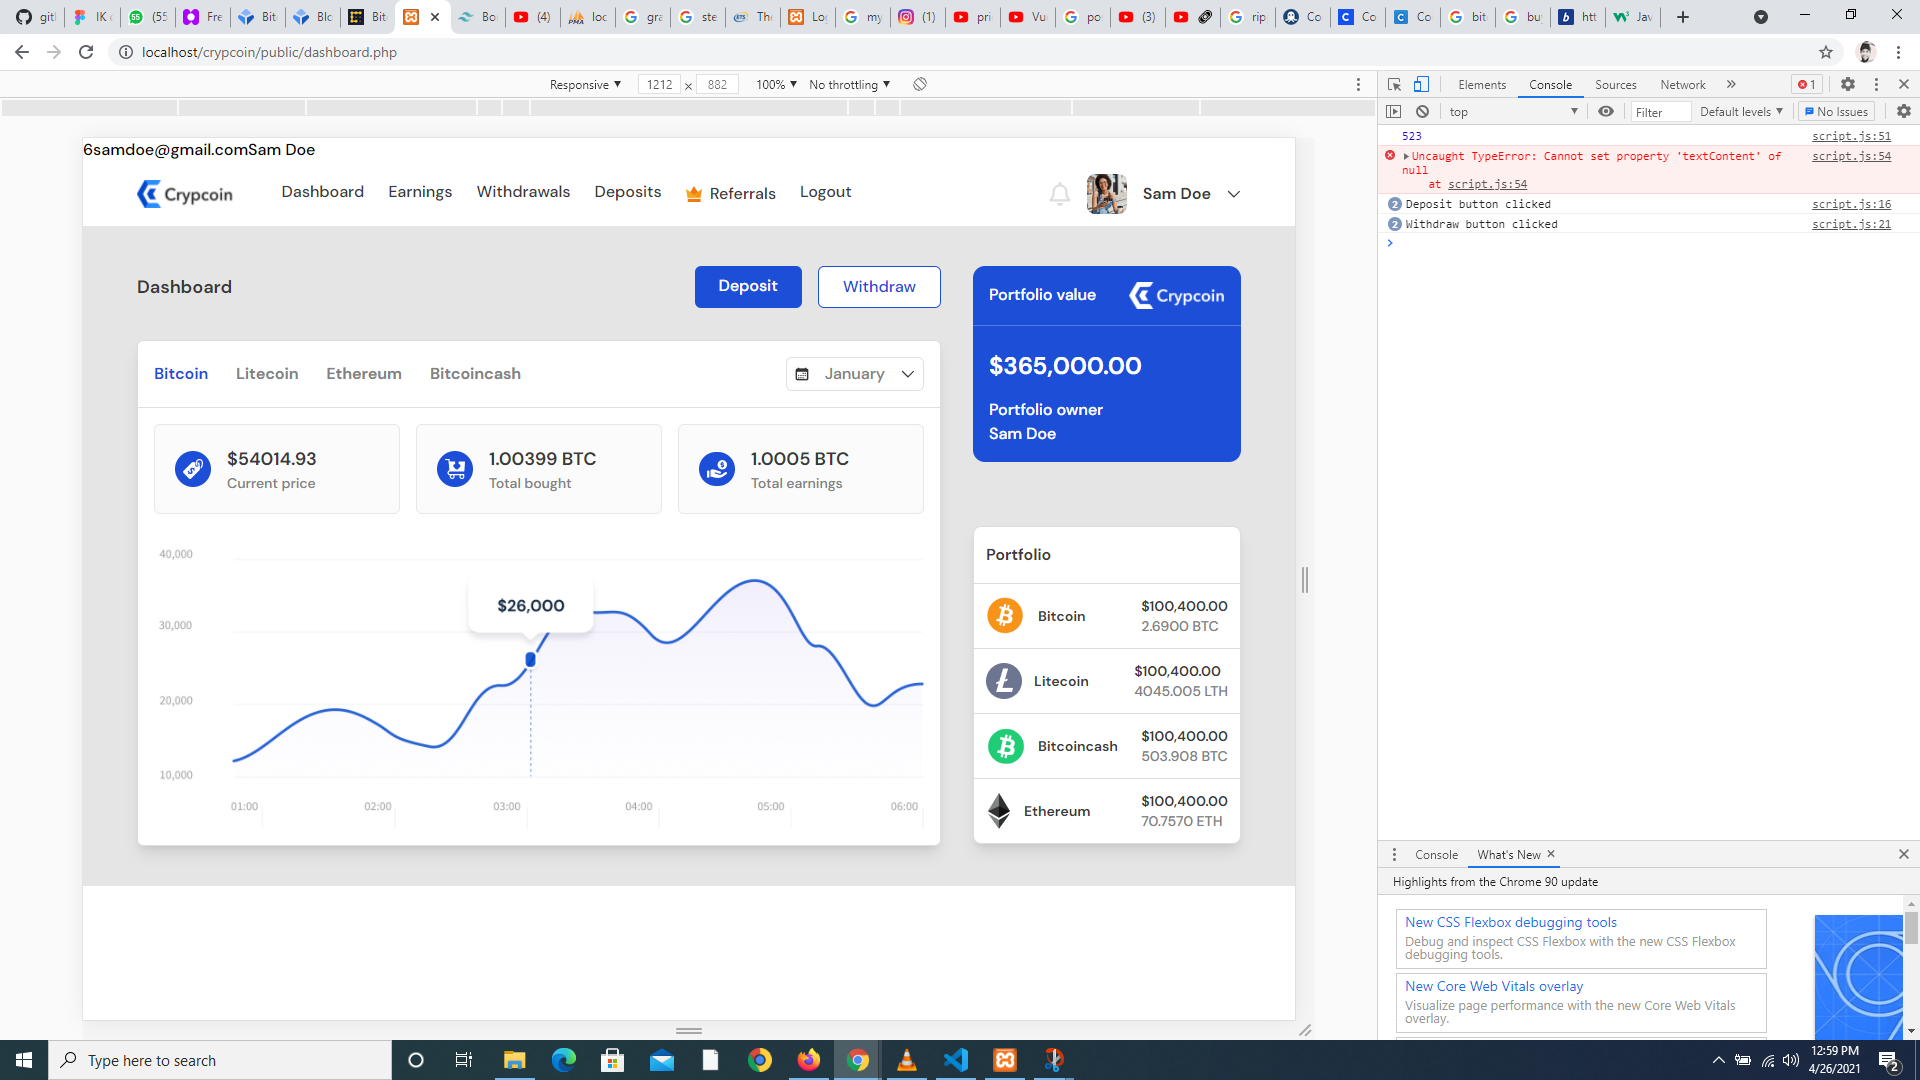 git
IK
(55
Fre
Bit
Blo
Bit
Bo
(4)
loc
gra
ste
The
Log
my
(1)
pri
Vu
po
(3)
rip
Co
Co
Co
bit
bu
htt
Jav
localhost/crypcoin/public/dashboard.php
Responsive 1212 × 882 100% No throttling
Elements Console Sources Network » 1
top Filter Default levels No Issues
523 script.js:51
Uncaught TypeError: Cannot set property 'textContent' of script.js:54
null
at script.js:54
2 Deposit button clicked script.js:16
2 Withdraw button clicked script.js:21
6samdoe@gmail.comSam Doe
Crypcoin Dashboard Earnings Withdrawals Deposits Referrals Logout Sam Doe
Dashboard Deposit Withdraw
Portfolio value Crypcoin
$365,000.00
Portfolio owner
Sam Doe
Bitcoin Litecoin Ethereum Bitcoincash January
$54014.93
Current price
1.00399 BTC
Total bought
1.0005 BTC
Total earnings
40,000
$26,000
30,000
20,000
10,000
01:00 02:00 03:00 04:00 05:00 06:00
Portfolio
Bitcoin $100,400.00
2.6900 BTC
Litecoin $100,400.00
4045.005 LTH
Bitcoincash $100,400.00
503.908 BTC
Ethereum $100,400.00
70.7570 ETH
Console What's New
Highlights from the Chrome 90 update
New CSS Flexbox debugging tools
Debug and inspect CSS Flexbox with the new CSS Flexbox
debugging tools.
New Core Web Vitals overlay
Visualize page performance with the new Core Web Vitals
overlay.
Type here to search
12:59 PM
4/26/2021
2